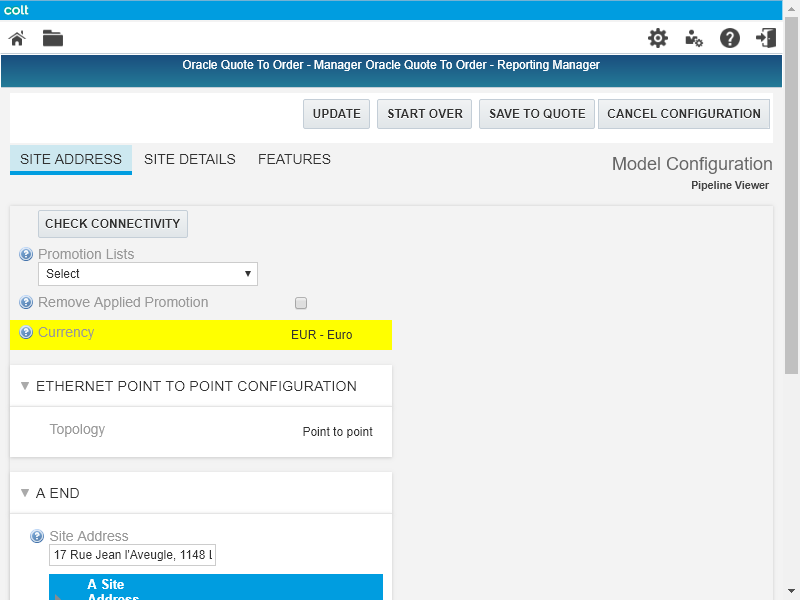 colt
Oracle Quote To Order - Manager Oracle Quote To Order - Reporting Manager
UPDATE START OVER SAVE TO QUOTE CANCEL CONFIGURATION
SITE ADDRESS SITE DETAILS FEATURES
Model Configuration
Pipeline Viewer
CHECK CONNECTIVITY
Promotion Lists
Select
Remove Applied Promotion
Currency EUR - Euro
ETHERNET POINT TO POINT CONFIGURATION
Topology Point to point
A END
Site Address
17 Rue Jean l'Aveugle, 1148 L
A Site
Address